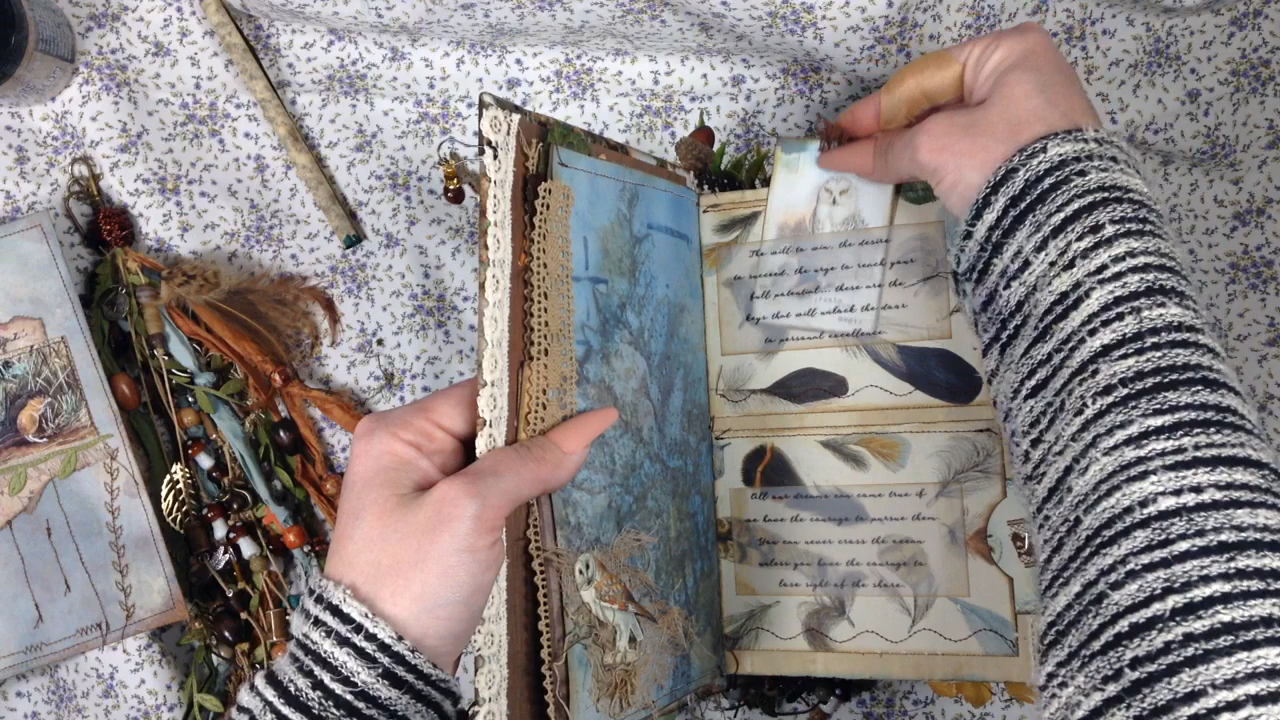 The will to win, the desire
to succeed, the urge to reach your
full potential... these are the
keys that will unlock the door
to personal excellence.
All our dreams can come true if
we have the courage to pursue them
You can never cross the ocean
unless you have the courage to
lose sight of the shore.